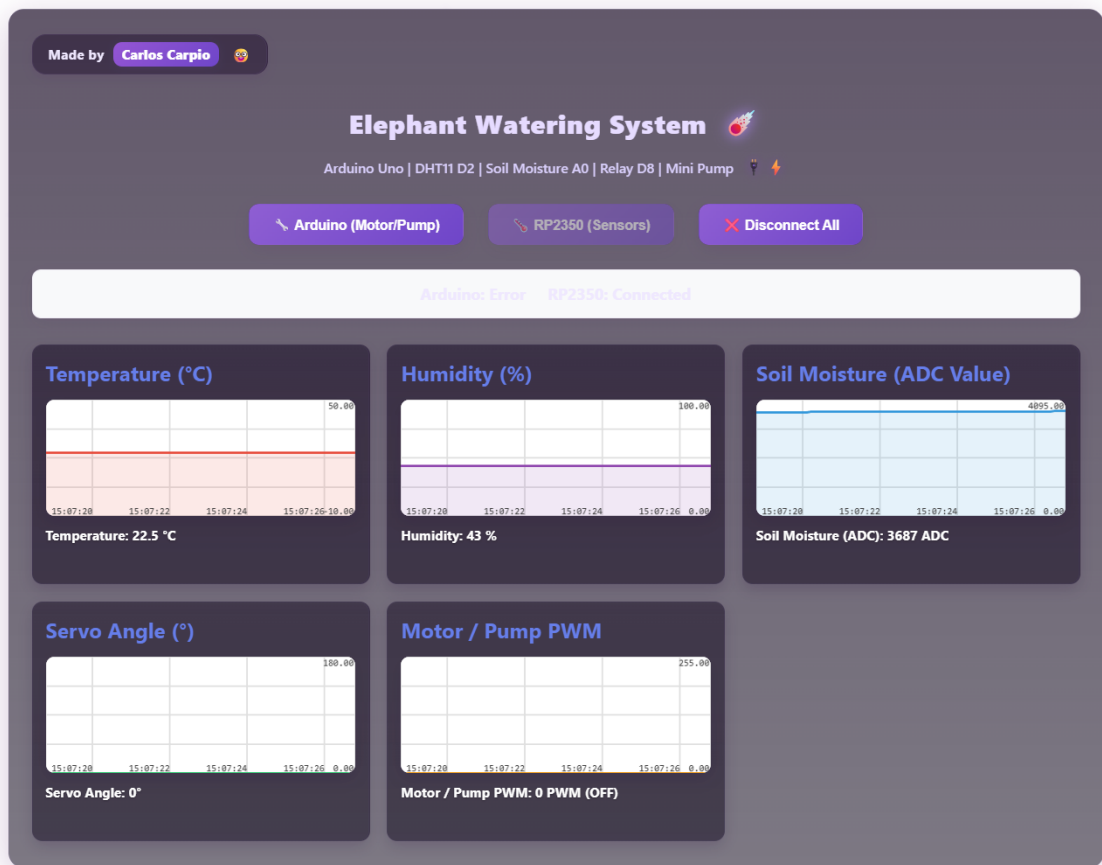 Made by Carlos Carpio
Elephant Watering System
Arduino Uno | DHT11 D2 | Soil Moisture A0 | Relay D8 | Mini Pump
Arduino (Motor/Pump) RP2350 (Sensors) Disconnect All
Arduino: Error RP2350: Connected
Temperature (°C)
50.00
15:07:20 15:07:22 15:07:24 15:07:26 -10.00
Temperature: 22.5 °C
Humidity (%)
100.00
15:07:20 15:07:22 15:07:24 15:07:26 0.00
Humidity: 43 %
Soil Moisture (ADC Value)
4095.00
15:07:20 15:07:22 15:07:24 15:07:26 0.00
Soil Moisture (ADC): 3687 ADC
Servo Angle (°)
180.00
15:07:20 15:07:22 15:07:24 15:07:26 0.00
Servo Angle: 0°
Motor / Pump PWM
255.00
15:07:20 15:07:22 15:07:24 15:07:26 0.00
Motor / Pump PWM: 0 PWM (OFF)